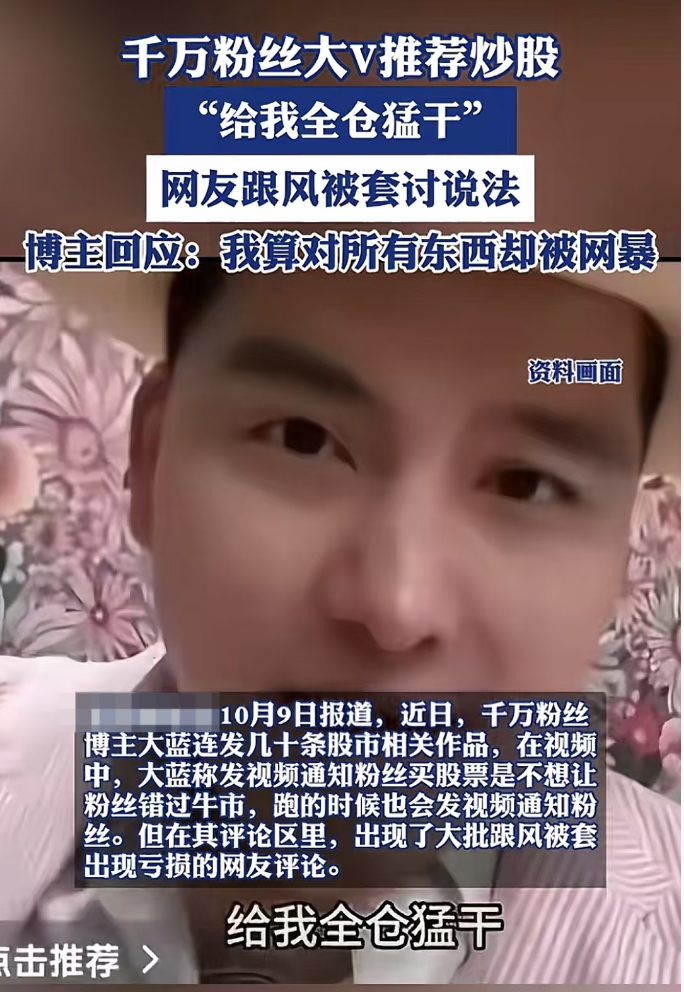 千万粉丝大V推荐炒股
“给我全仓猛干”
网友跟风被套讨说法
博主回应：我算对所有东西却被网暴
资料画面
10月9日报道，近日，千万粉丝
博主大蓝连发几十条股市相关作品，在视频
中，大蓝称发视频通知粉丝买股票是不想让
粉丝错过牛市，跑的时候也会发视频通知粉
丝。但在其评论区里，出现了大批跟风被套
出现亏损的网友评论。
给我全仓猛干
点击推荐